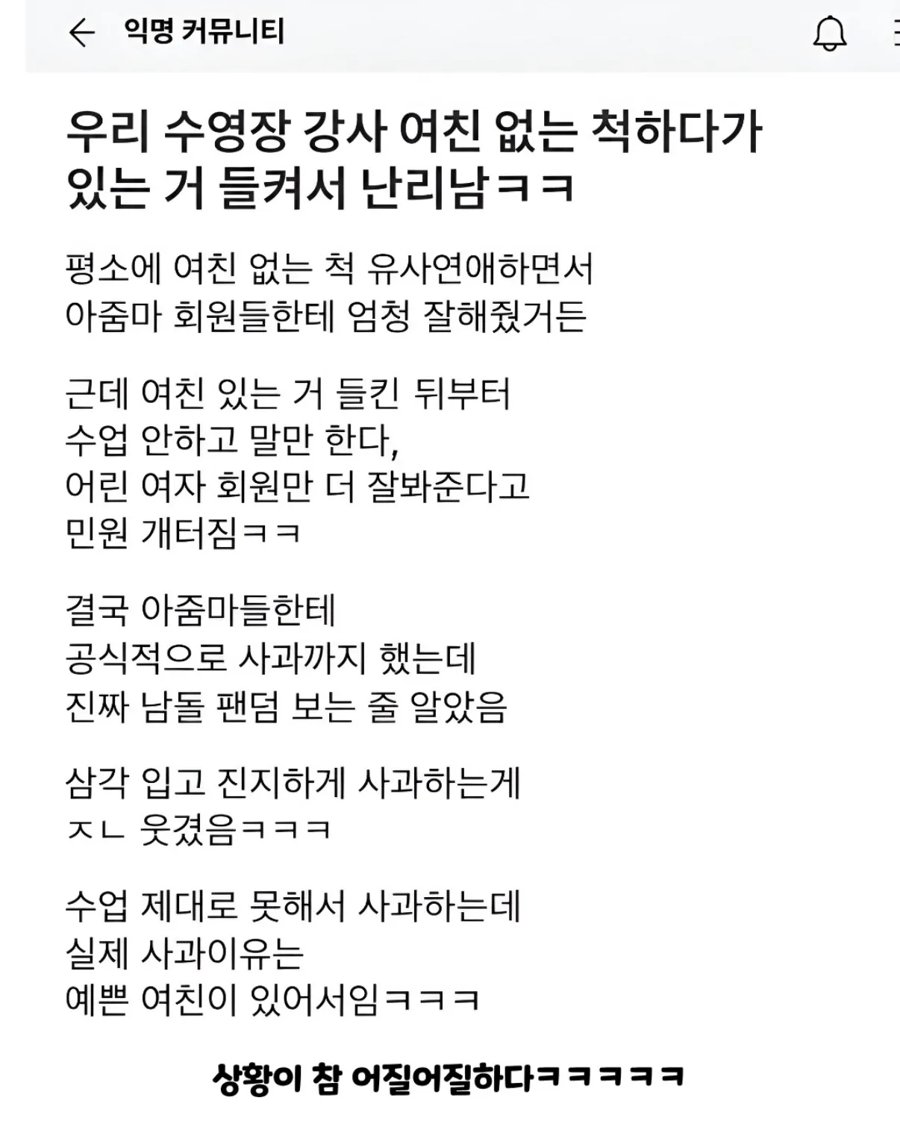 익명 커뮤니티
우리 수영장 강사 여친 없는 척하다가
있는 거 들켜서 난리남ㅋㅋ
평소에 여친 없는 척 유사연애하면서
아줌마 회원들한테 엄청 잘해줬거든
근데 여친 있는 거 들킨 뒤부터
수업 안하고 말만 한다,
어린 여자 회원만 더 잘봐준다고
민원 개터짐ㅋㅋ
결국 아줌마들한테
공식적으로 사과까지 했는데
진짜 남돌 팬덤 보는 줄 알았음
삼각 입고 진지하게 사과하는게
ㅈㄴ 웃겼음ㅋㅋㅋ
수업 제대로 못해서 사과하는데
실제 사과이유는
예쁜 여친이 있어서임ㅋㅋㅋ
상황이 참 어질어질하다ㅋㅋㅋㅋㅋ